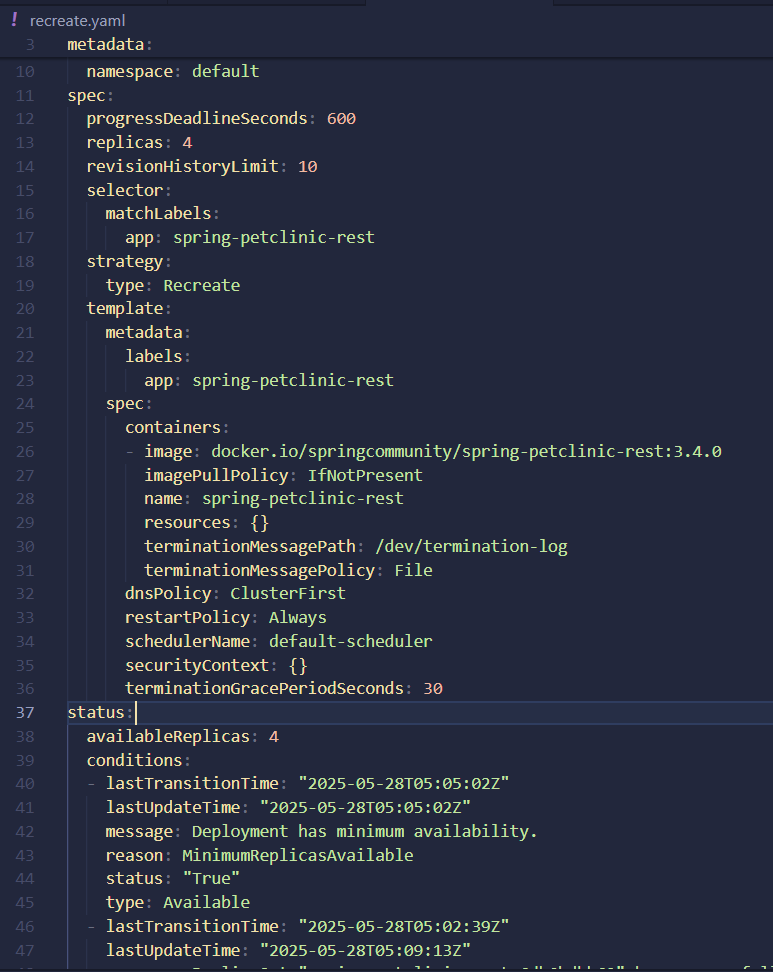 ! recreate.yaml
3 metadata:
10 namespace: default
11 spec:
12 progressDeadlineSeconds: 600
13 replicas: 4
14 revisionHistoryLimit: 10
15 selector:
16 matchLabels:
17 app: spring-petclinic-rest
18 strategy:
19 type: Recreate
20 template:
21 metadata:
22 labels:
23 app: spring-petclinic-rest
24 spec:
25 containers:
26 - image: docker.io/springcommunity/spring-petclinic-rest:3.4.0
27 imagePullPolicy: IfNotPresent
28 name: spring-petclinic-rest
29 resources: {}
30 terminationMessagePath: /dev/termination-log
31 terminationMessagePolicy: File
32 dnsPolicy: ClusterFirst
33 restartPolicy: Always
34 schedulerName: default-scheduler
35 securityContext: {}
36 terminationGracePeriodSeconds: 30
37 status:
38 availableReplicas: 4
39 conditions:
40 - lastTransitionTime: "2025-05-28T05:05:02Z"
41 lastUpdateTime: "2025-05-28T05:05:02Z"
42 message: Deployment has minimum availability.
43 reason: MinimumReplicasAvailable
44 status: "True"
45 type: Available
46 - lastTransitionTime: "2025-05-28T05:02:39Z"
47 lastUpdateTime: "2025-05-28T05:09:13Z"